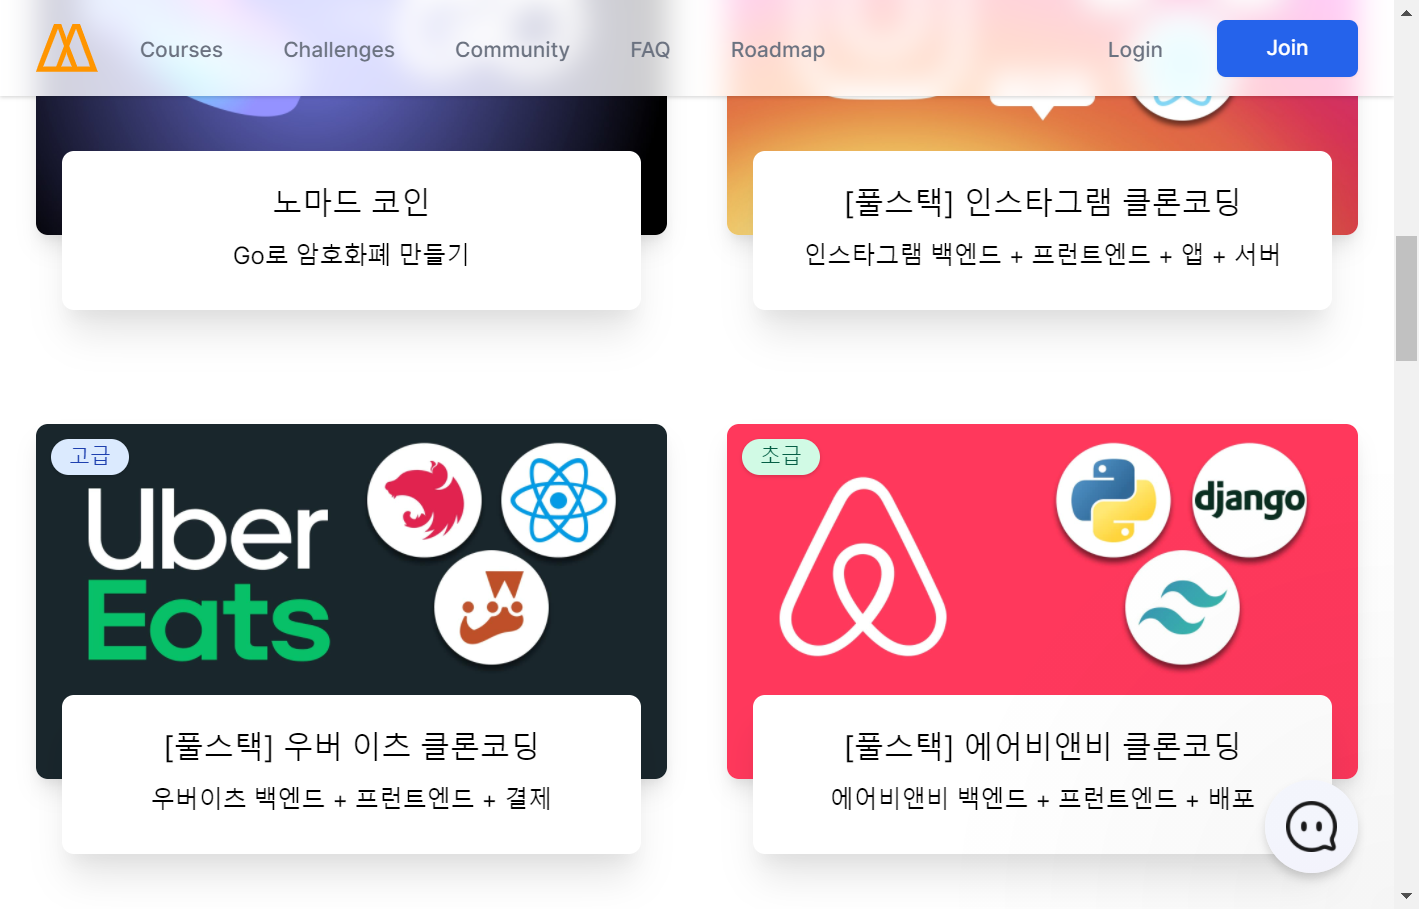 Courses Challenges Community FAQ Roadmap Login Join
노마드 코인
Go로 암호화폐 만들기
[풀스택] 인스타그램 클론코딩
인스타그램 백엔드 + 프런트엔드 + 앱 + 서버
고급
Uber
Eats
[풀스택] 우버 이츠 클론코딩
우버이츠 백엔드 + 프런트엔드 + 결제
초급
django
[풀스택] 에어비앤비 클론코딩
에어비앤비 백엔드 + 프런트엔드 + 배포